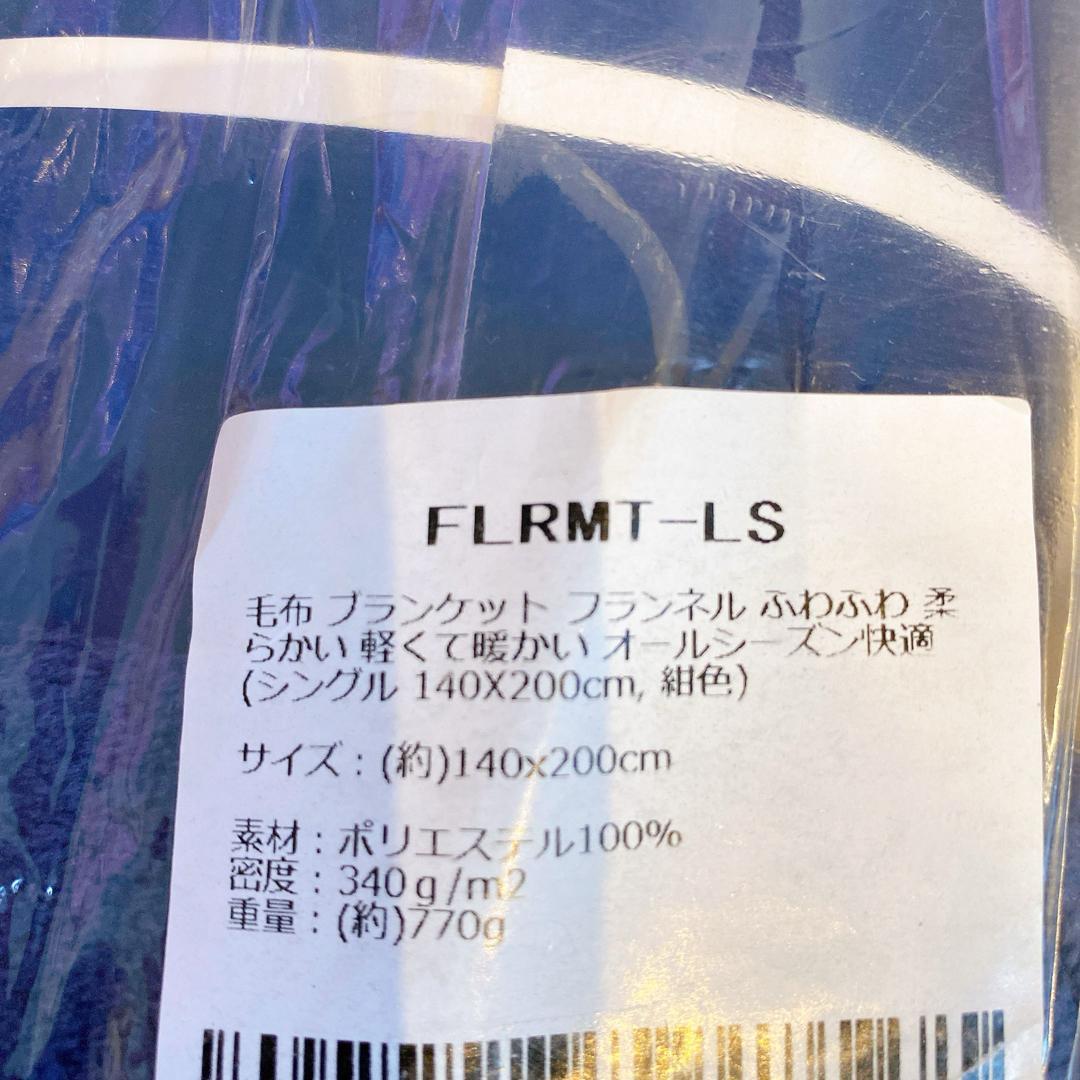 FLRMT-LS
毛布 ブランケット フランネル ふわふわ 柔
らかい 軽くて暖かい オールシーズン快適
(シングル 140X200cm, 紺色)
サイズ：(約)140x200cm
素材：ポリエステル100%
密度：340ｇ/m2
重量：(約)770g